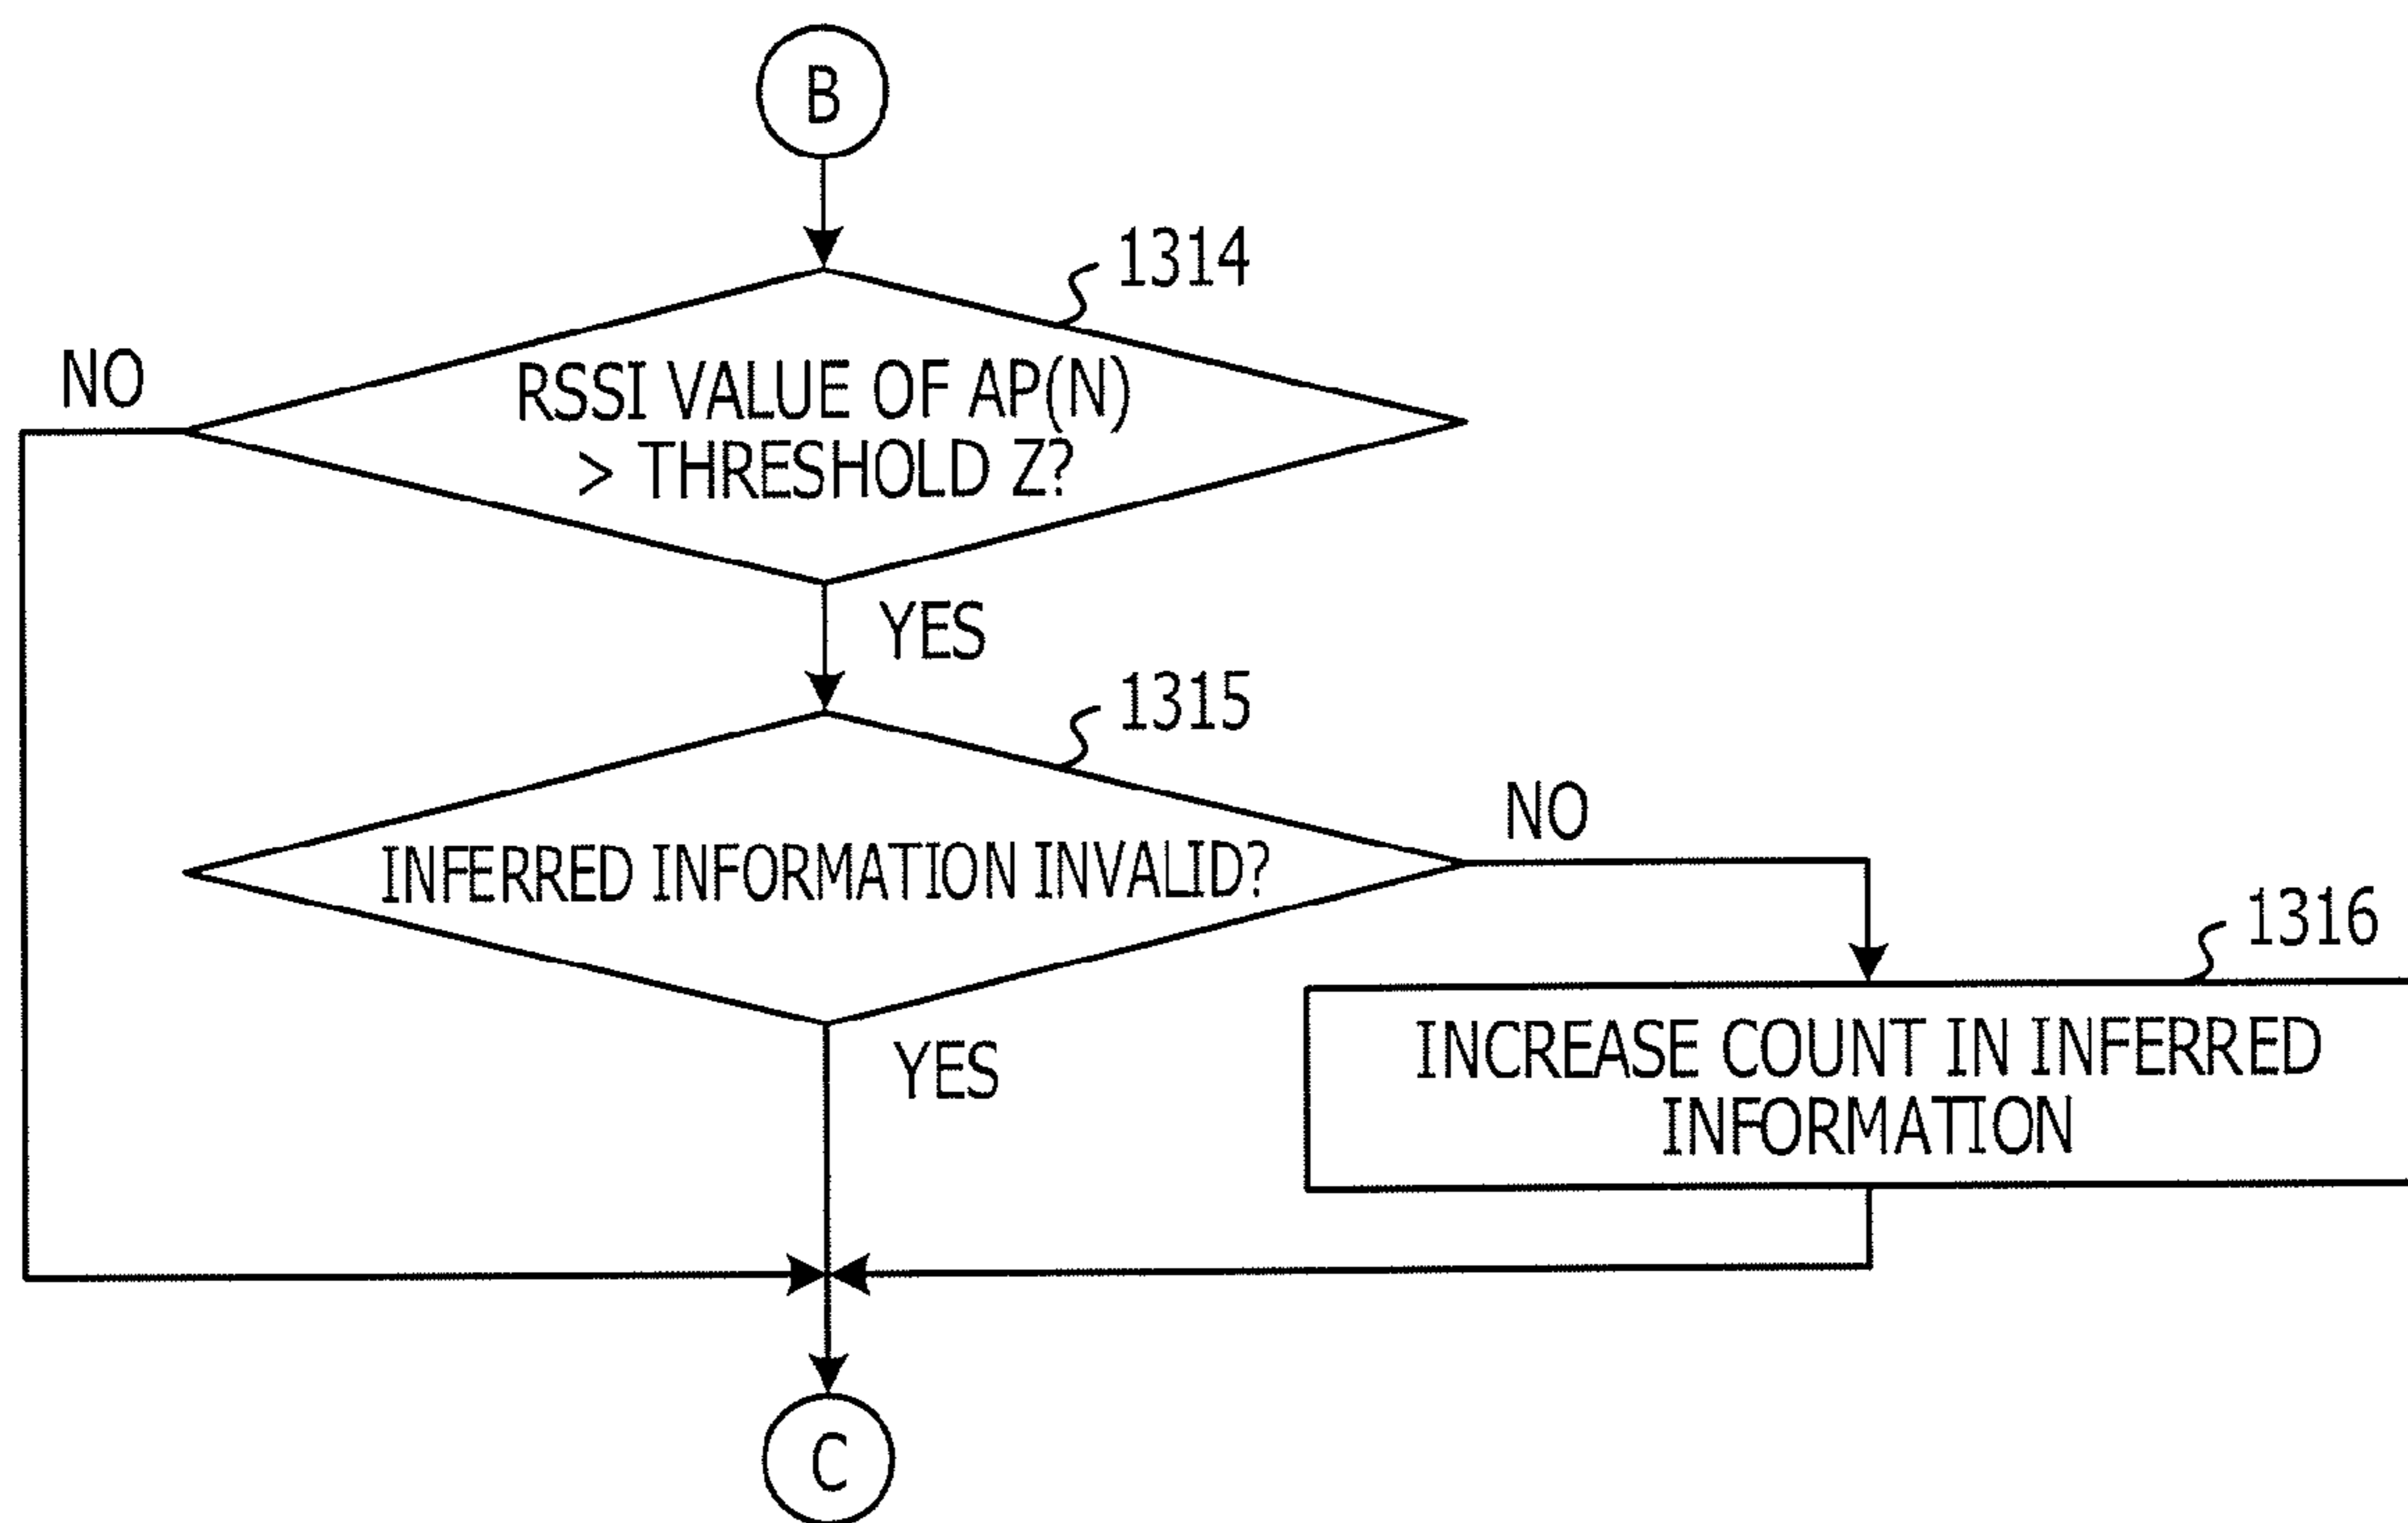 B
1314
NO
RSSI VALUE OF AP(N)
> THRESHOLD Z?
YES
1315
NO
INFERRED INFORMATION INVALID?
1316
INCREASE COUNT IN INFERRED
INFORMATION
YES
C